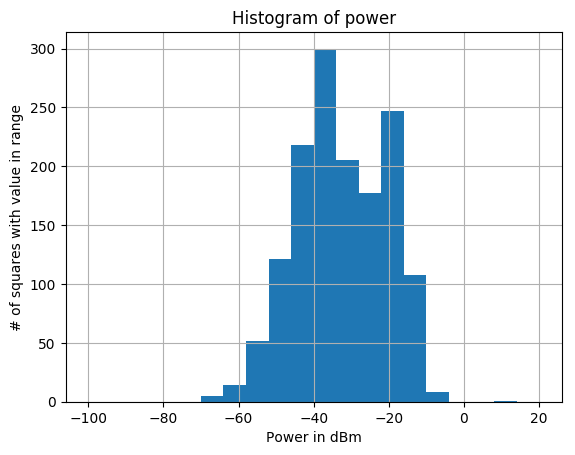 Histogram of power
300
250
200
150
100
50
0
# of squares with value in range
−100 −80 −60 −40 −20 0 20
Power in dBm